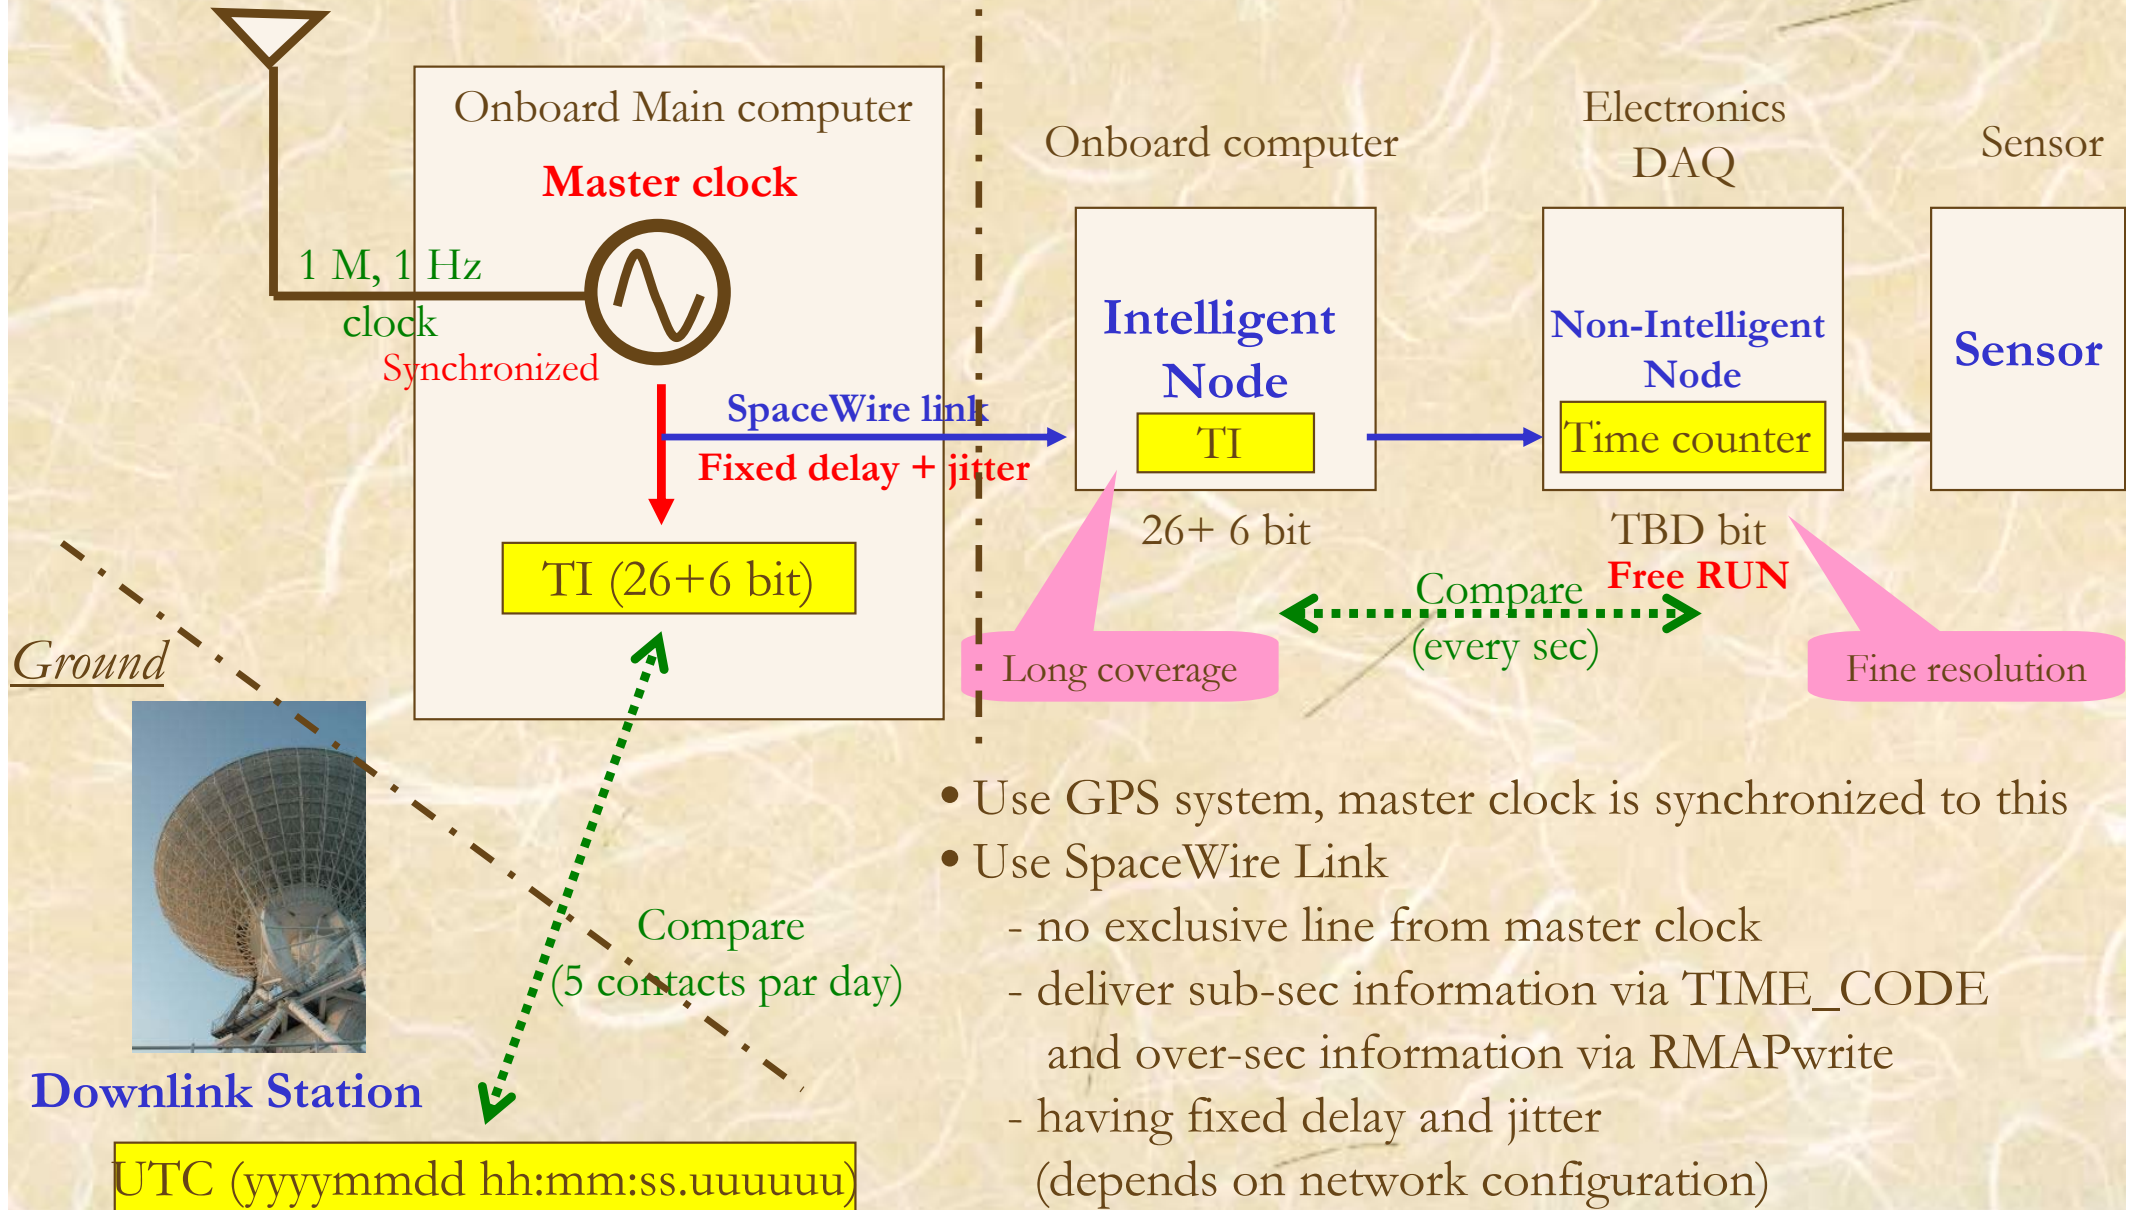 Onboard Main computer
Master clock
1 M, 1 Hz
clock
Synchronized
SpaceWire link
Fixed delay + jitter
TI (26+6 bit)
Onboard computer
Intelligent
Node
TI
26+ 6 bit
Long coverage
Electronics
DAQ
Non-Intelligent
Node
Time counter
TBD bit
Free RUN
Compare
(every sec)
Fine resolution
Sensor
Sensor
Ground
Downlink Station
Compare
(5 contacts par day)
UTC (yyyymmdd hh:mm:ss.uuuuuu)
• Use GPS system, master clock is synchronized to this
• Use SpaceWire Link
- no exclusive line from master clock
- deliver sub-sec information via TIME_CODE
and over-sec information via RMAPwrite
- having fixed delay and jitter
(depends on network configuration)